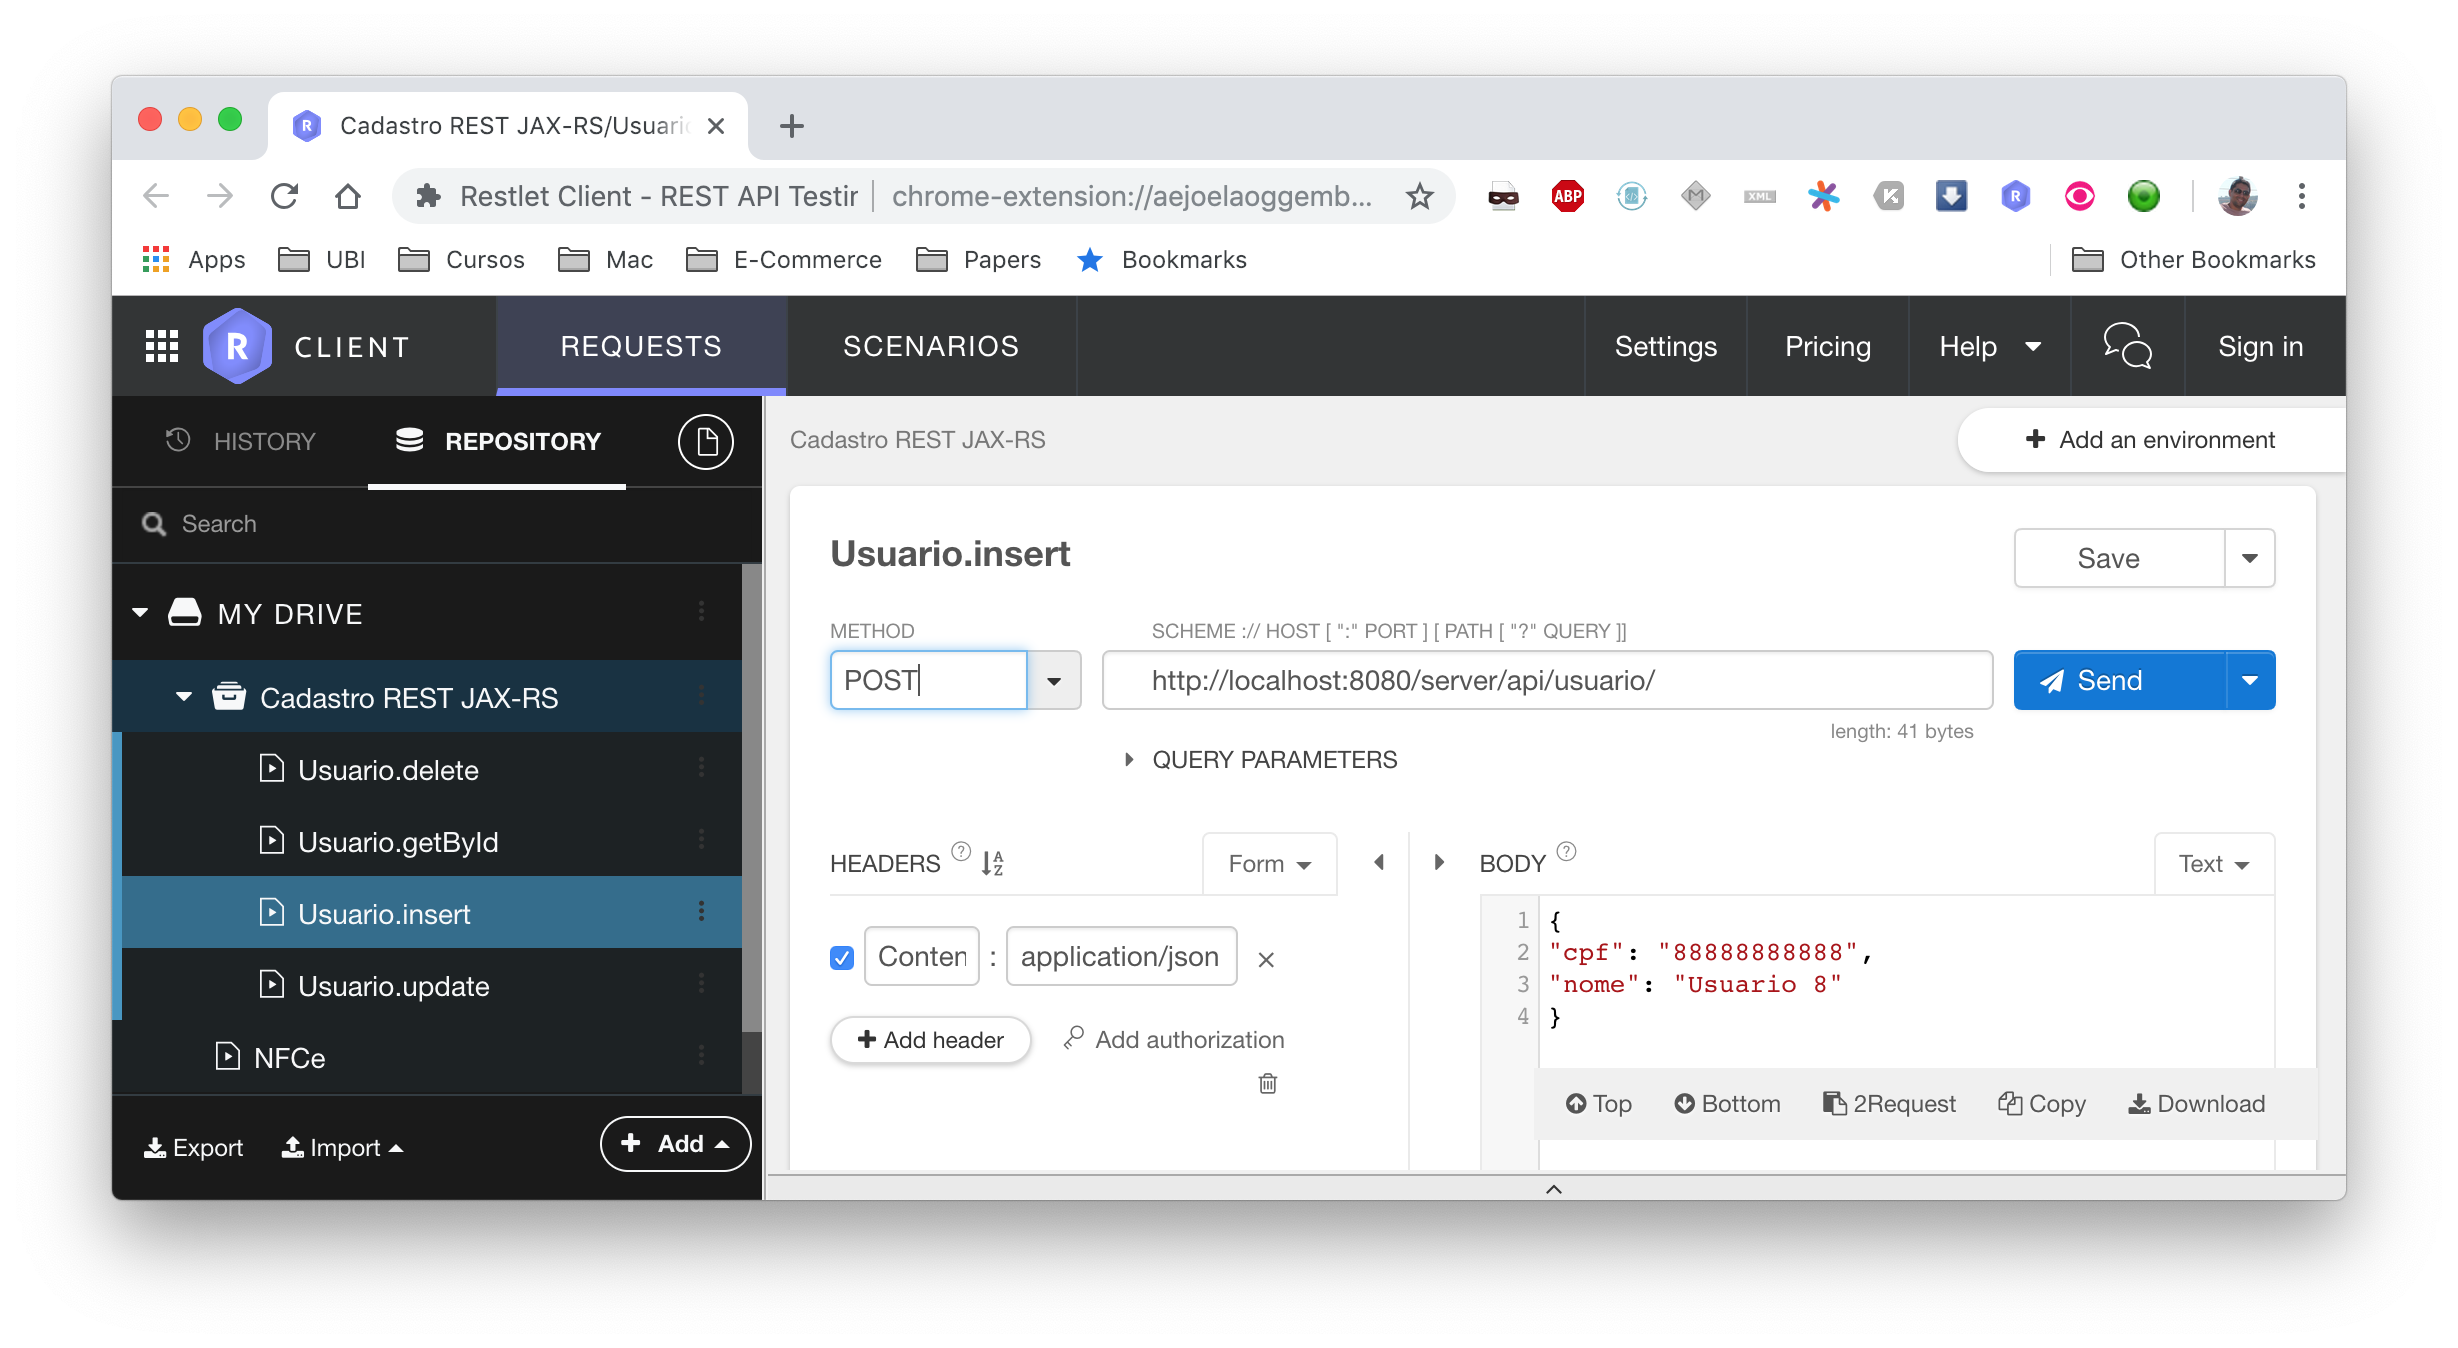 Cadastro REST JAX-RS/Usuari
Restlet Client - REST API Testir
chrome-extension://aejoelaoggemb...
ABP
XML
Apps UBI Cursos Mac E-Commerce Papers Bookmarks Other Bookmarks
R CLIENT REQUESTS SCENARIOS Settings Pricing Help Sign in
HISTORY REPOSITORY
Search
MY DRIVE
Cadastro REST JAX-RS
Usuario.delete
Usuario.getById
Usuario.insert
Usuario.update
NFCe
Export Import Add
Cadastro REST JAX-RS
Add an environment
Usuario.insert
Save
METHOD
SCHEME :// HOST [ ":" PORT ] [ PATH [ "?" QUERY ]]
POST
http://localhost:8080/server/api/usuario/
Send
length: 41 bytes
QUERY PARAMETERS
HEADERS ? Form
Conten : application/json
Add header Add authorization
BODY ? Text
1 {
2 "cpf": "88888888888",
3 "nome": "Usuario 8"
4 }
Top Bottom 2Request Copy Download